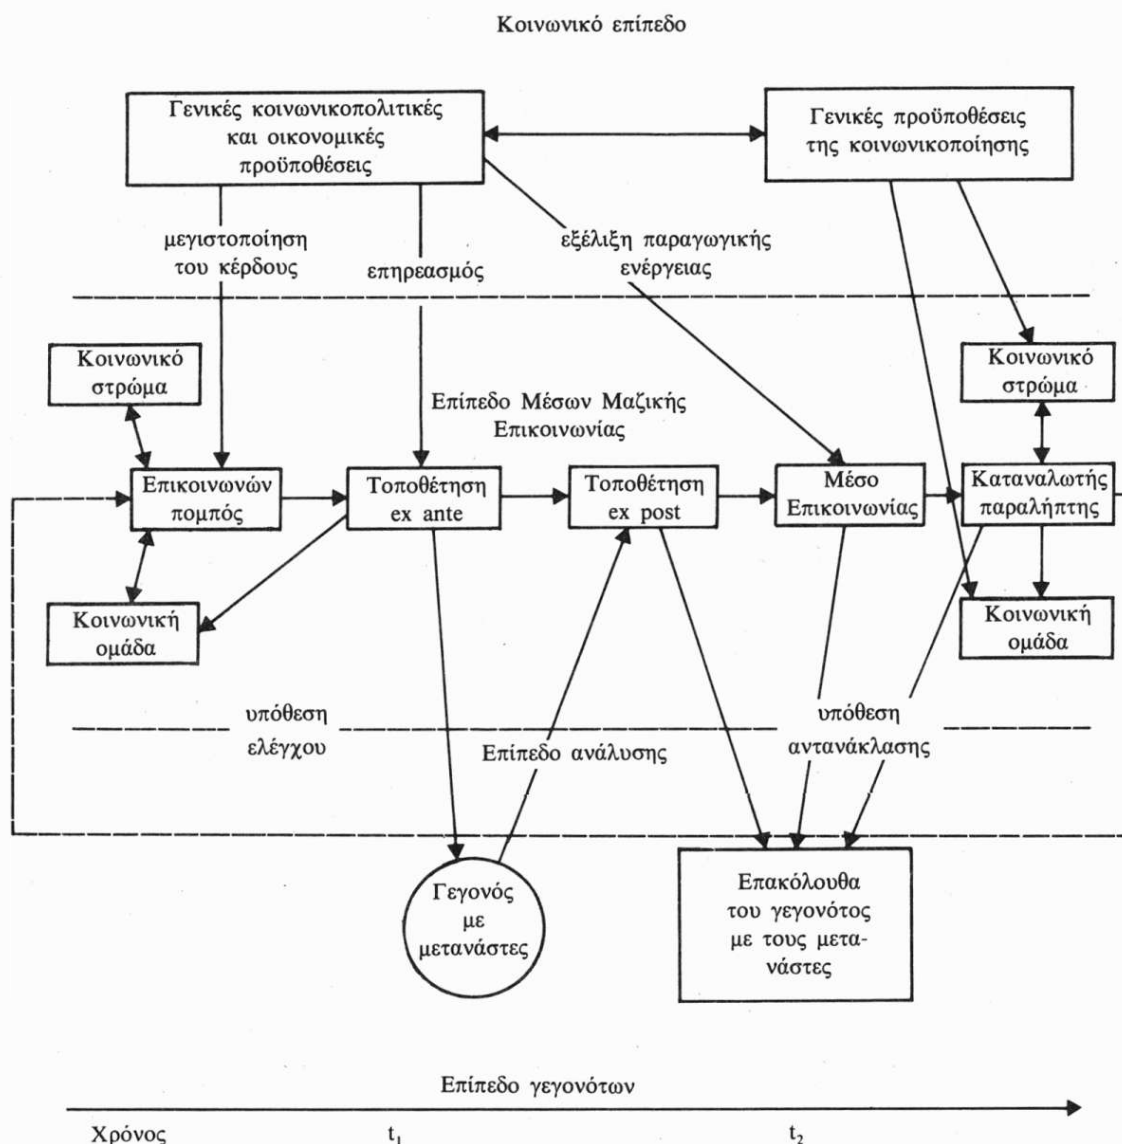 Κοινωνικό επίπεδο
Γενικές κοινωνικοπολιτικές
και οικονομικές
προϋποθέσεις
Γενικές προϋποθέσεις
της κοινωνικοποίησης
μεγιστοποίηση
του κέρδους
επηρεασμός
εξέλιξη παραγωγικής
ενέργειας
Κοινωνικό
στρώμα
Κοινωνικό
στρώμα
Επίπεδο Μέσων Μαζικής
Επικοινωνίας
Επικοινωνών
πομπός
Τοποθέτηση
ex ante
Τοποθέτηση
ex post
Μέσο
Επικοινωνίας
Καταναλωτής
παραλήπτης
Κοινωνική
ομάδα
Κοινωνική
ομάδα
υπόθεση
ελέγχου
Επίπεδο ανάλυσης
υπόθεση
αντανάκλασης
Γεγονός
με
μετανάστες
Επακόλουθα
του γεγονότος
με τους μετα-
νάστες
Επίπεδο γεγονότων
Χρόνος t₁ t₂